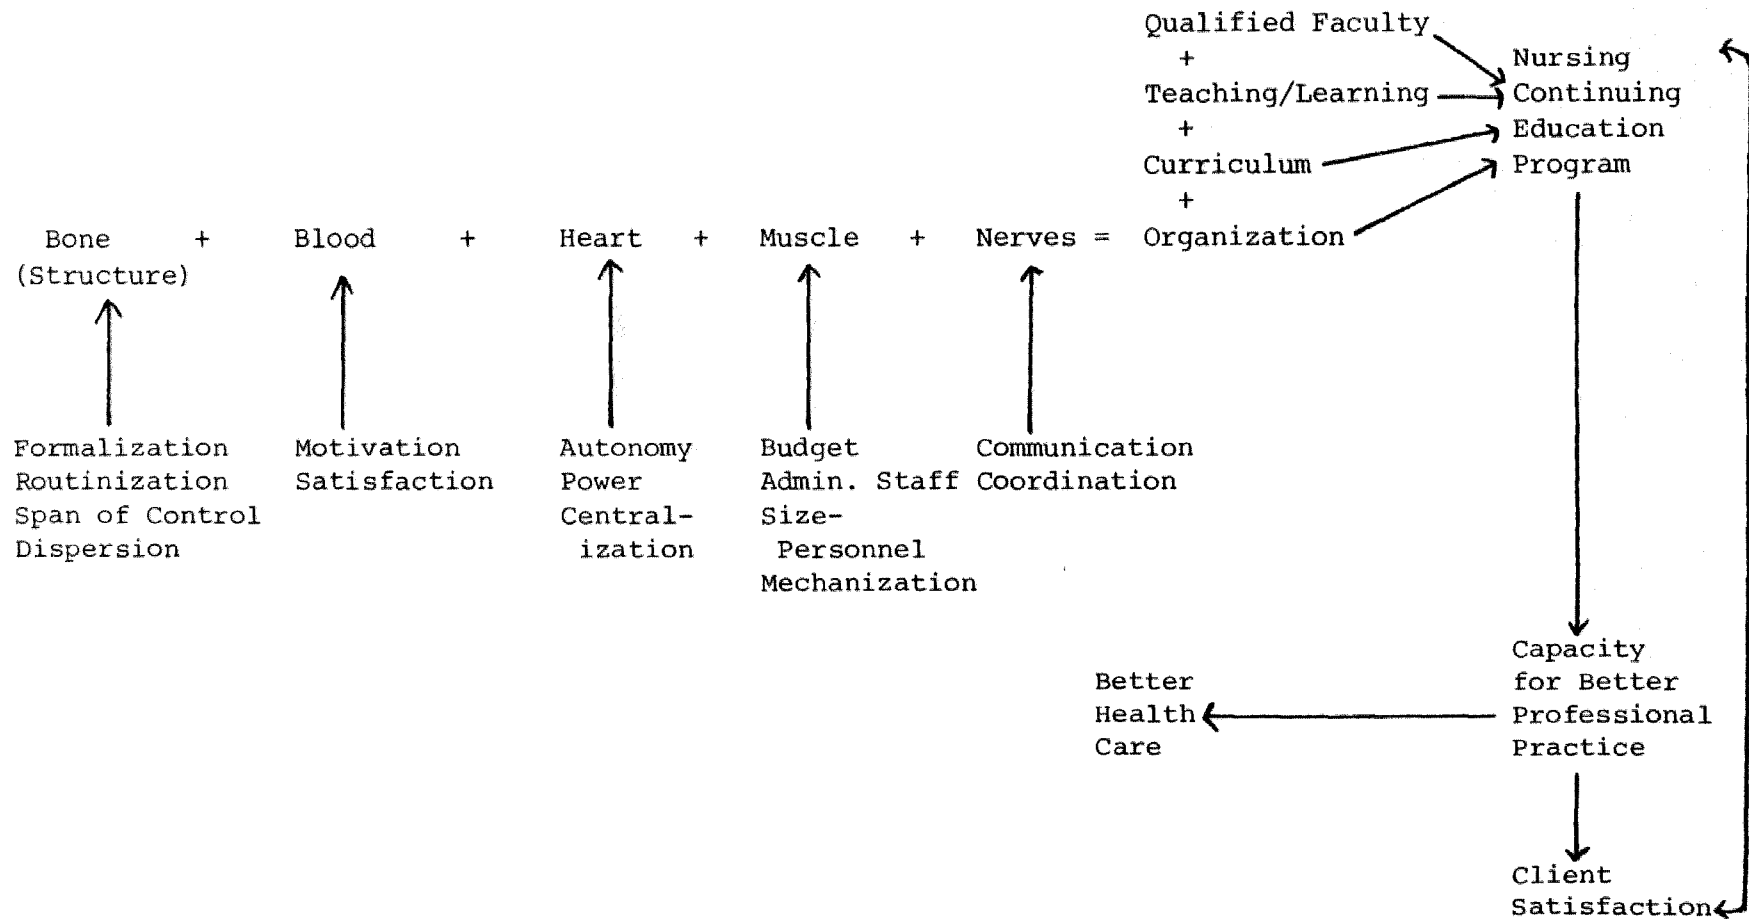 Qualified Faculty
+
Nursing
Teaching/Learning
Continuing
+
Education
Curriculum
Program
+
Bone + Blood + Heart + Muscle + Nerves = Organization
(Structure)
Formalization
Routinization
Span of Control
Dispersion
Motivation
Satisfaction
Autonomy
Power
Central-
ization
Budget
Admin. Staff
Size-
Personnel
Mechanization
Communication
Coordination
Capacity
for Better
Professional
Practice
Better
Health
Care
Client
Satisfaction